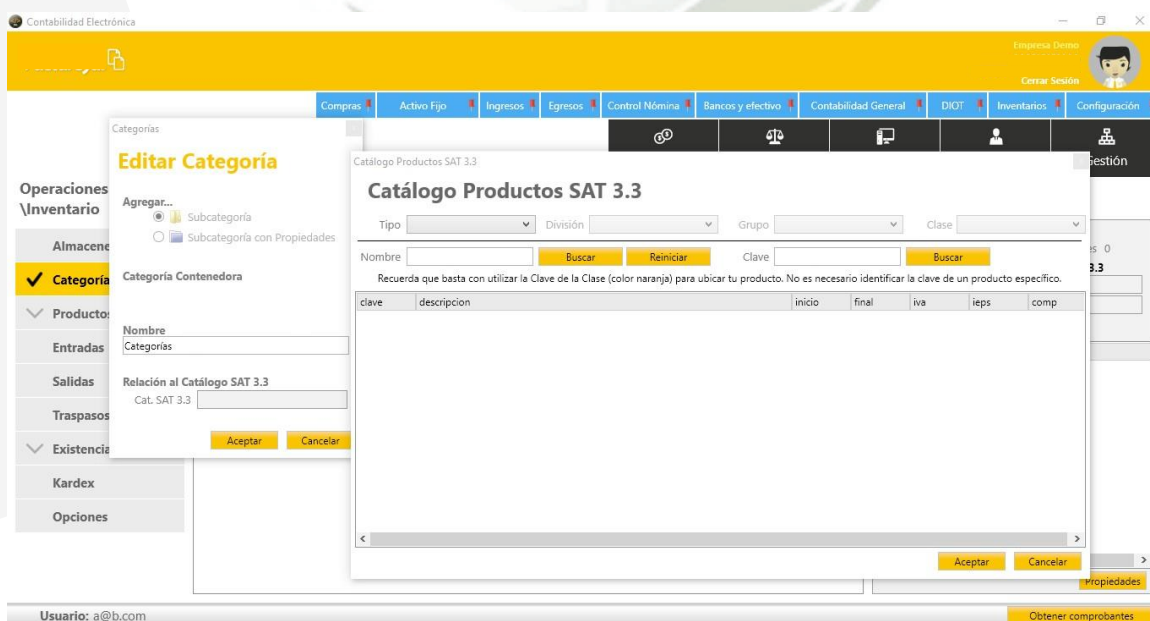 Contabilidad Electrónica
Empresa Demo
Cerrar Sesión
Compras
Activo Fijo
Ingresos
Egresos
Control Nómina
Bancos y efectivo
Contabilidad General
DIOT
Inventarios
Configuración
Operaciones
\Inventario
Almacene
Categoría
Productos
Entradas
Salidas
Traspasos
Existencia
Kardex
Opciones
Categorías
Editar Categoría
Agregar...
Subcategoría
Subcategoría con Propiedades
Categoría Contenedora
Nombre
Categorías
Relación al Catálogo SAT 3.3
Cat. SAT 3.3
Aceptar Cancelar
Catálogo Productos SAT 3.3
Catálogo Productos SAT 3.3
Tipo División Grupo Clase
Nombre Buscar Reiniciar Clave Buscar
Recuerda que basta con utilizar la Clave de la Clase (color naranja) para ubicar tu producto. No es necesario identificar la clave de un producto específico.
clave descripcion inicio final iva ieps comp
Aceptar Cancelar
estión
s 0
3.3
Propiedades
Usuario: a@b.com
Obtener comprobantes